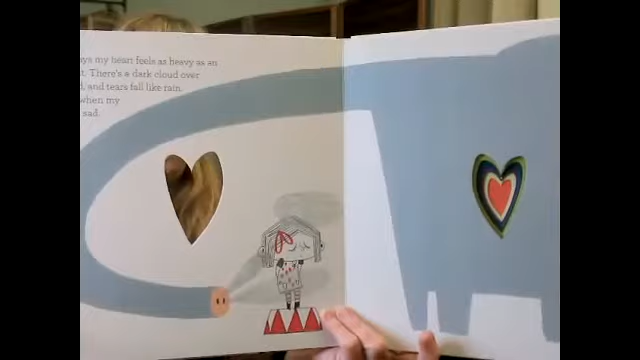 my heart feels as heavy as an
There's a dark cloud over
and tears fall like rain.
when my
sad.